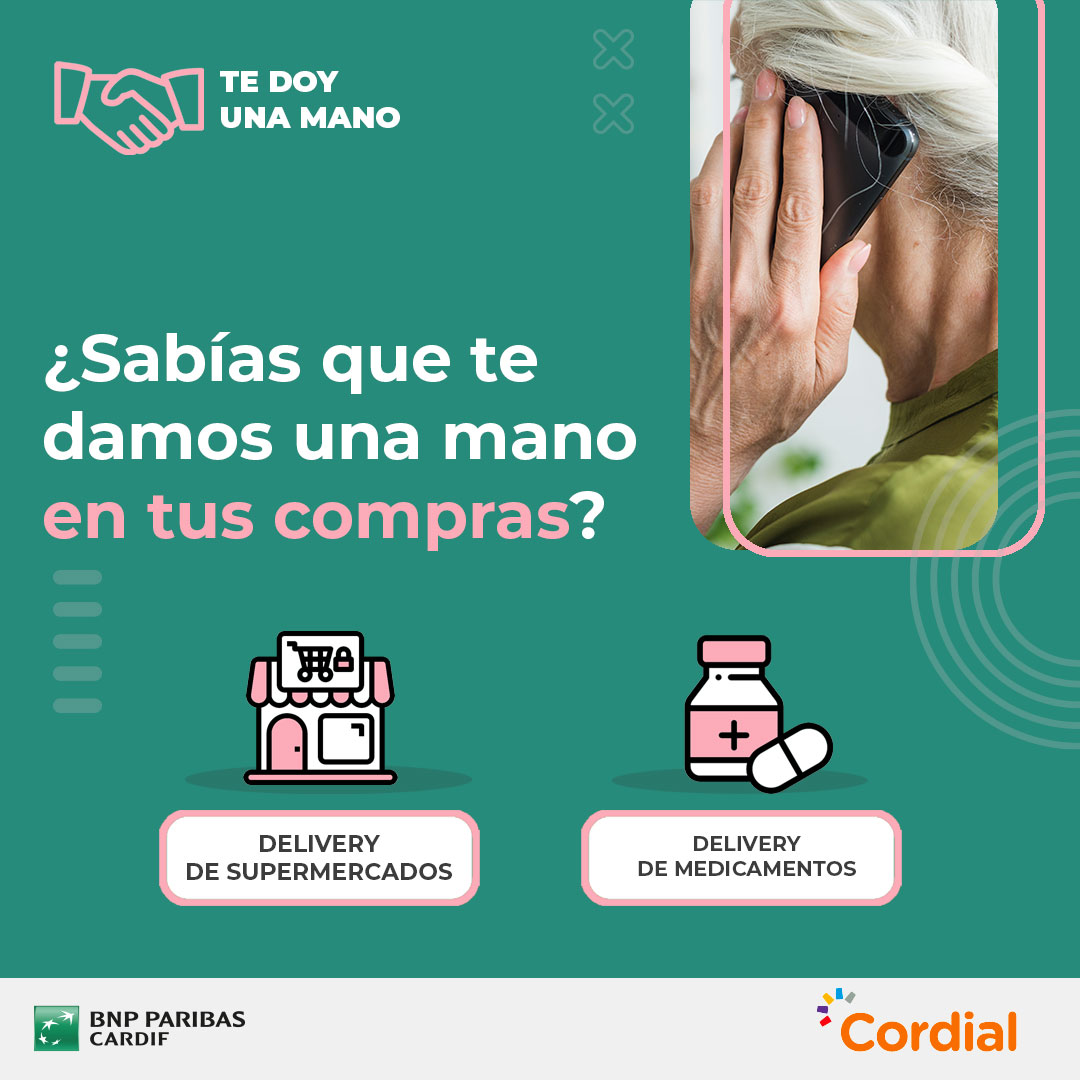 TE DOY
UNA MANO
¿Sabías que te
damos una mano
en tus compras?
DELIVERY
DE SUPERMERCADOS
DELIVERY
DE MEDICAMENTOS
BNP PARIBAS
CARDIF
Cordial